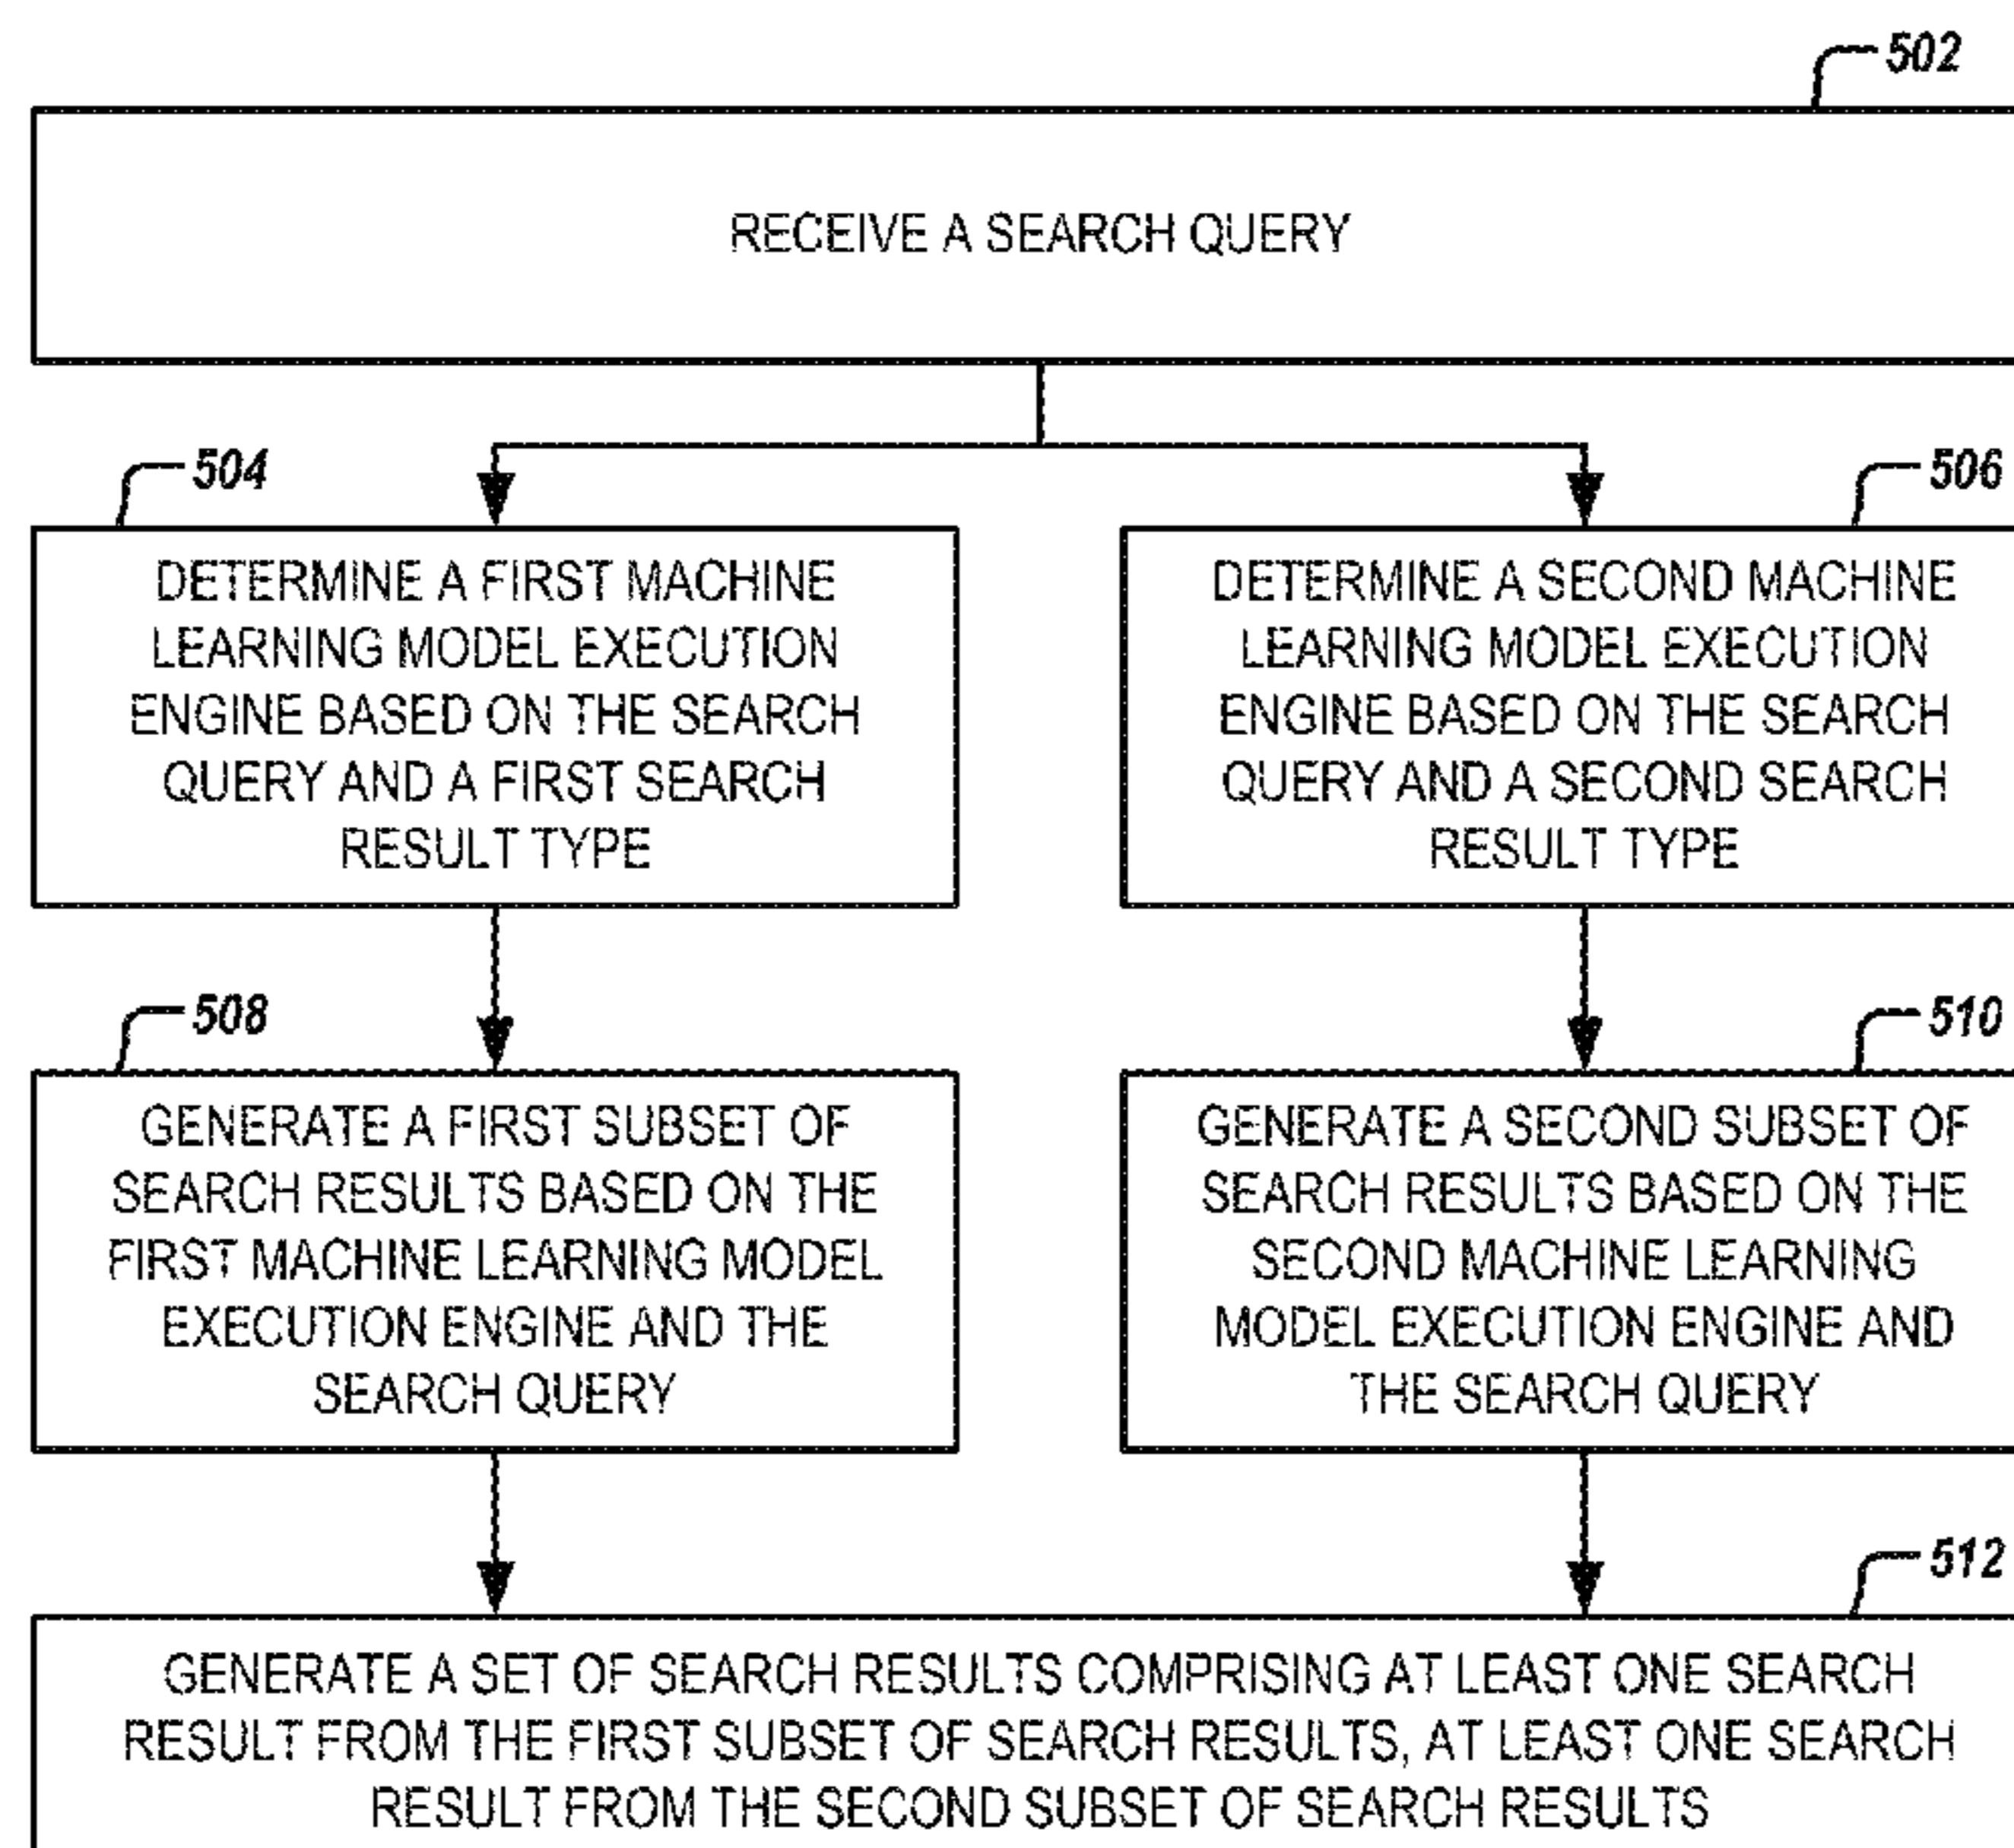 502
RECEIVE A SEARCH QUERY
504
DETERMINE A FIRST MACHINE
LEARNING MODEL EXECUTION
ENGINE BASED ON THE SEARCH
QUERY AND A FIRST SEARCH
RESULT TYPE
506
DETERMINE A SECOND MACHINE
LEARNING MODEL EXECUTION
ENGINE BASED ON THE SEARCH
QUERY AND A SECOND SEARCH
RESULT TYPE
508
GENERATE A FIRST SUBSET OF
SEARCH RESULTS BASED ON THE
FIRST MACHINE LEARNING MODEL
EXECUTION ENGINE AND THE
SEARCH QUERY
510
GENERATE A SECOND SUBSET OF
SEARCH RESULTS BASED ON THE
SECOND MACHINE LEARNING
MODEL EXECUTION ENGINE AND
THE SEARCH QUERY
512
GENERATE A SET OF SEARCH RESULTS COMPRISING AT LEAST ONE SEARCH
RESULT FROM THE FIRST SUBSET OF SEARCH RESULTS, AT LEAST ONE SEARCH
RESULT FROM THE SECOND SUBSET OF SEARCH RESULTS